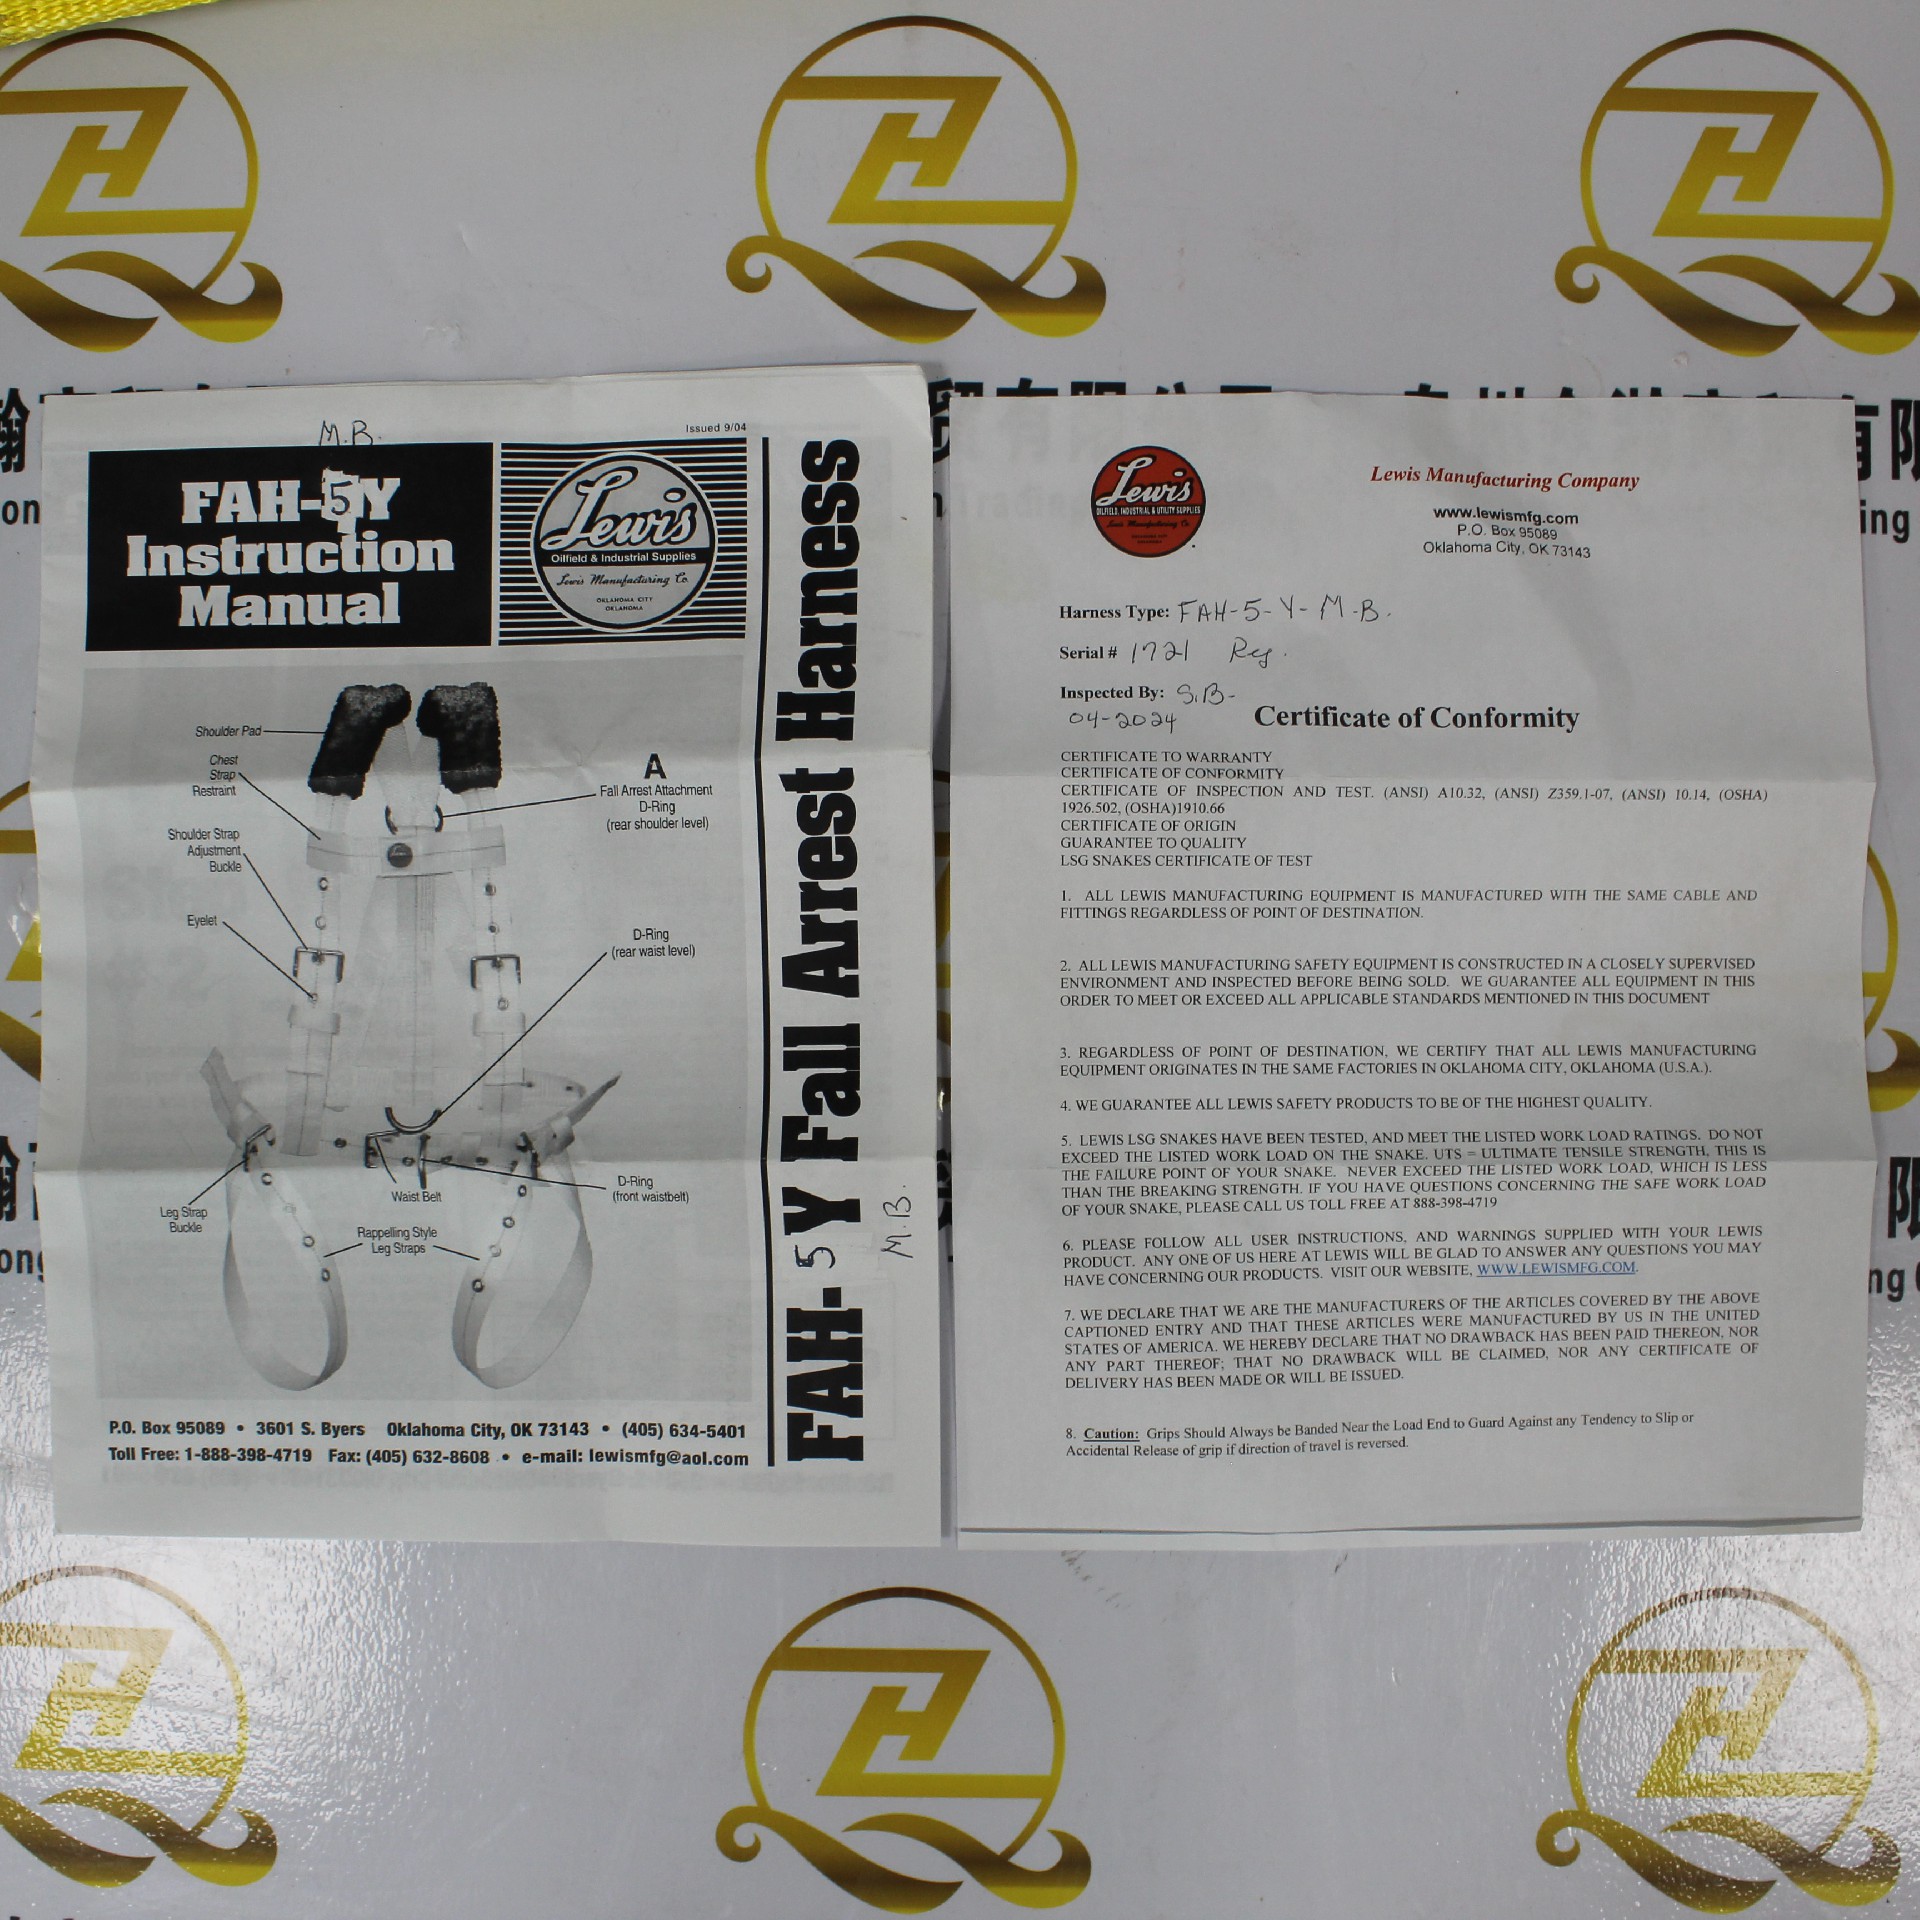 M.B.
Issued 9/04
FAH-5Y
Instruction
Manual
Lewis
Oilfield & Industrial Supplies
Lewis Manufacturing Co.
OKLAHOMA CITY
OKLAHOMA
FAH-5Y Fall Arrest Harness
M.B.
Shoulder Pad
Chest
Strap
Restraint
A
Fall Arrest Attachment
D-Ring
(rear shoulder level)
Shoulder Strap
Adjustment
Buckle
Eyelet
D-Ring
(rear waist level)
Waist Belt
D-Ring
(front waistbelt)
Leg Strap
Buckle
Rappelling Style
Leg Straps
P.O. Box 95089 • 3601 S. Byers Oklahoma City, OK 73143 • (405) 634-5401
Toll Free: 1-888-398-4719 Fax: (405) 632-8608 • e-mail: lewismfg@aol.com
Lewis
OILFIELD, INDUSTRIAL & UTILITY SUPPLIES
Lewis Manufacturing Co.
Lewis Manufacturing Company
www.lewismfg.com
P.O. Box 95089
Oklahoma City, OK 73143
Harness Type: FAH-5-Y-M-B.
Serial # 1721 Reg.
Inspected By: S.B-
04-2024
Certificate of Conformity
CERTIFICATE TO WARRANTY
CERTIFICATE OF CONFORMITY
CERTIFICATE OF INSPECTION AND TEST. (ANSI) A10.32, (ANSI) Z359.1-07, (ANSI) 10.14, (OSHA)
1926.502, (OSHA)1910.66
CERTIFICATE OF ORIGIN
GUARANTEE TO QUALITY
LSG SNAKES CERTIFICATE OF TEST
1. ALL LEWIS MANUFACTURING EQUIPMENT IS MANUFACTURED WITH THE SAME CABLE AND
FITTINGS REGARDLESS OF POINT OF DESTINATION.
2. ALL LEWIS MANUFACTURING SAFETY EQUIPMENT IS CONSTRUCTED IN A CLOSELY SUPERVISED
ENVIRONMENT AND INSPECTED BEFORE BEING SOLD. WE GUARANTEE ALL EQUIPMENT IN THIS
ORDER TO MEET OR EXCEED ALL APPLICABLE STANDARDS MENTIONED IN THIS DOCUMENT
3. REGARDLESS OF POINT OF DESTINATION, WE CERTIFY THAT ALL LEWIS MANUFACTURING
EQUIPMENT ORIGINATES IN THE SAME FACTORIES IN OKLAHOMA CITY, OKLAHOMA (U.S.A.).
4. WE GUARANTEE ALL LEWIS SAFETY PRODUCTS TO BE OF THE HIGHEST QUALITY.
5. LEWIS LSG SNAKES HAVE BEEN TESTED, AND MEET THE LISTED WORK LOAD RATINGS. DO NOT
EXCEED THE LISTED WORK LOAD ON THE SNAKE. UTS = ULTIMATE TENSILE STRENGTH, THIS IS
THE FAILURE POINT OF YOUR SNAKE. NEVER EXCEED THE LISTED WORK LOAD, WHICH IS LESS
THAN THE BREAKING STRENGTH. IF YOU HAVE QUESTIONS CONCERNING THE SAFE WORK LOAD
OF YOUR SNAKE, PLEASE CALL US TOLL FREE AT 888-398-4719
6. PLEASE FOLLOW ALL USER INSTRUCTIONS, AND WARNINGS SUPPLIED WITH YOUR LEWIS
PRODUCT. ANY ONE OF US HERE AT LEWIS WILL BE GLAD TO ANSWER ANY QUESTIONS YOU MAY
HAVE CONCERNING OUR PRODUCTS. VISIT OUR WEBSITE, WWW.LEWISMFG.COM.
7. WE DECLARE THAT WE ARE THE MANUFACTURERS OF THE ARTICLES COVERED BY THE ABOVE
CAPTIONED ENTRY AND THAT THESE ARTICLES WERE MANUFACTURED BY US IN THE UNITED
STATES OF AMERICA. WE HEREBY DECLARE THAT NO DRAWBACK HAS BEEN PAID THEREON, NOR
ANY PART THEREOF; THAT NO DRAWBACK WILL BE CLAIMED, NOR ANY CERTIFICATE OF
DELIVERY HAS BEEN MADE OR WILL BE ISSUED.
8. Caution: Grips Should Always be Banded Near the Load End to Guard Against any Tendency to Slip or
Accidental Release of grip if direction of travel is reversed.